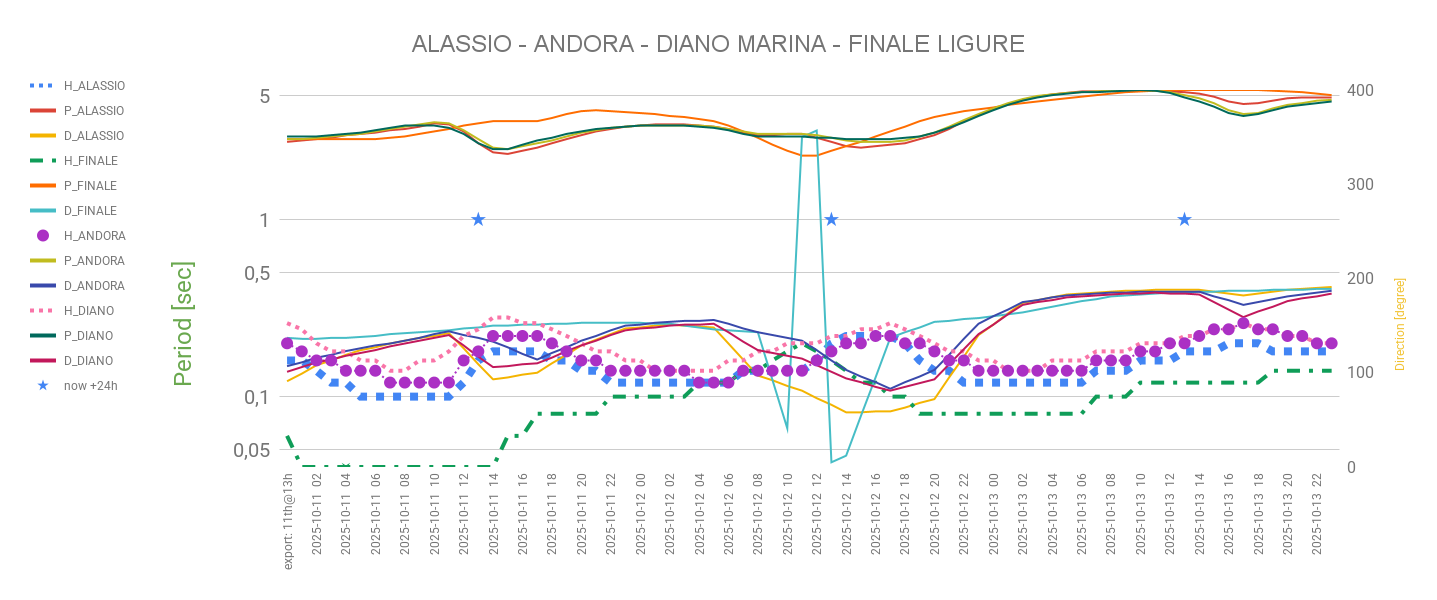 ALASSIO - ANDORA - DIANO MARINA - FINALE LIGURE
H_ALASSIO
P_ALASSIO
D_ALASSIO
H_FINALE
P_FINALE
D_FINALE
H_ANDORA
P_ANDORA
D_ANDORA
H_DIANO
P_DIANO
D_DIANO
now +24h
Period [sec]
5
1
0,5
0,1
0,05
400
300
200
100
0
Direction [degree]
export: 11th@13h
2025-10-11 02
2025-10-11 04
2025-10-11 06
2025-10-11 08
2025-10-11 10
2025-10-11 12
2025-10-11 14
2025-10-11 16
2025-10-11 18
2025-10-11 20
2025-10-11 22
2025-10-12 00
2025-10-12 02
2025-10-12 04
2025-10-12 06
2025-10-12 08
2025-10-12 10
2025-10-12 12
2025-10-12 14
2025-10-12 16
2025-10-12 18
2025-10-12 20
2025-10-12 22
2025-10-13 00
2025-10-13 02
2025-10-13 04
2025-10-13 06
2025-10-13 08
2025-10-13 10
2025-10-13 12
2025-10-13 14
2025-10-13 16
2025-10-13 18
2025-10-13 20
2025-10-13 22